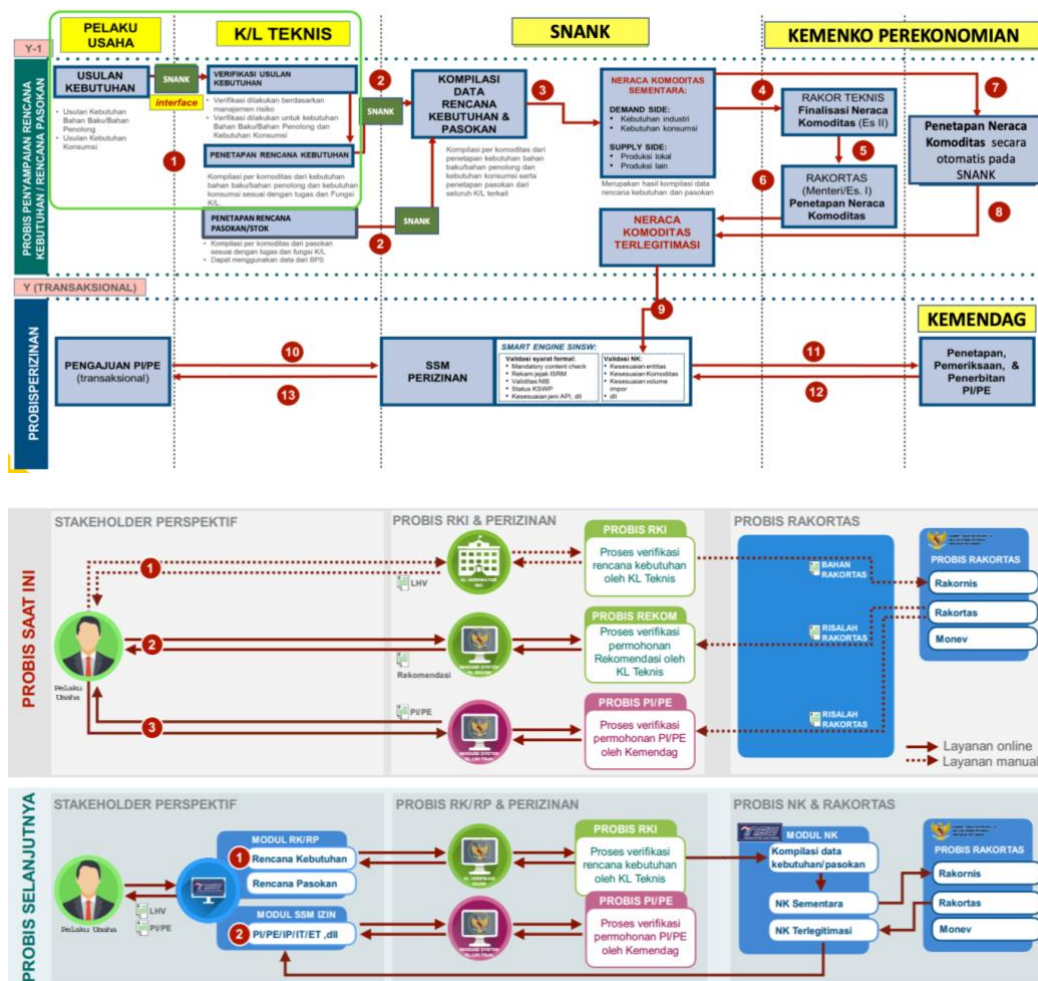 PELAKU
USAHA
K/L TEKNIS
SNANK
KEMENKO PEREKONOMIAN
Y-1
PROBIS PENYAMPAIAN RENCANA
KEBUTUHAN / RENCANA PASOKAN
USULAN
KEBUTUHAN
SNANK
interface
• Usulan Kebutuhan
Bahan Baku/Bahan
Penolong
• Usulan Kebutuhan
Konsumsi
1
VERIFIKASI USULAN
KEBUTUHAN
• Verifikasi dilakukan berdasarkan
manajemen risiko
• Verifikasi dilakukan untuk kebutuhan
Bahan Baku/Bahan Penolong dan
Kebutuhan Konsumsi
PENETAPAN RENCANA KEBUTUHAN
Kompilasi per komoditas dari kebutuhan
bahan baku/bahan penolong dan kebutuhan
konsumsi sesuai dengan tugas dan Fungsi
K/L
PENETAPAN RENCANA
PASOKAN/STOK
• Kompilasi per komoditas dari pasokan
sesuai dengan tugas dan fungsi K/L
• Dapat menggunakan data dari BPS
2
SNANK
2
SNANK
KOMPILASI
DATA
RENCANA
KEBUTUHAN &
PASOKAN
Kompilasi per komoditas dari
penetapan kebutuhan bahan
baku/bahan penolong dan
kebutuhan konsumsi serta
penetapan pasokan dari
seluruh K/L terkait
3
NERACA KOMODITAS
SEMENTARA:
DEMAND SIDE:
• Kebutuhan industri
• Kebutuhan konsumsi
SUPPLY SIDE:
• Produksi lokal
• Produksi lain
Merupakan hasil kompilasi data
rencana kebutuhan dan pasokan
NERACA
KOMODITAS
TERLEGITIMASI
4
RAKOR TEKNIS
Finalisasi Neraca
Komoditas (Es II)
5
6
RAKORTAS
(Menteri/Es. I)
Penetapan Neraca
Komoditas
7
Penetapan Neraca
Komoditas secara
otomatis pada
SNANK
8
Y (TRANSAKSIONAL)
PROBISPERIZINAN
9
KEMENDAG
PENGAJUAN PI/PE
(transaksional)
10
13
SSM
PERIZINAN
SMART ENGINE SINSW:
Validasi syarat formal:
• Mandatory content check
• Rekam jejak ISRM
• Validitas NIB
• Status KSWP
• Kesesuaian jeni API, dll
Validasi NK:
• Kesesuaian entitas
• Kesesuaian Komoditas
• Kesesuaian volume
impor
• dll
11
12
Penetapan,
Pemeriksaan, &
Penerbitan
PI/PE
PROBIS SAAT INI
STAKEHOLDER PERSPEKTIF
PROBIS RKI & PERIZINAN
PROBIS RAKORTAS
1
LHV
PROBIS RKI
Proses verifikasi
rencana kebutuhan
oleh KL Teknis
BAHAN
RAKORTAS
PROBIS RAKORTAS
Rakornis
Rakortas
Monev
Pelaku
Usaha
2
Rekomendasi
PROBIS REKOM
Proses verifikasi
permohonan
Rekomendasi oleh
KL Teknis
RISALAH
RAKORTAS
3
PI/PE
PROBIS PI/PE
Proses verifikasi
permohonan PI/PE
oleh Kemendag
RISALAH
RAKORTAS
Layanan online
Layanan manual
PROBIS SELANJUTNYA
STAKEHOLDER PERSPEKTIF
PROBIS RK/RP & PERIZINAN
PROBIS NK & RAKORTAS
MODUL RK/RP
1 Rencana Kebutuhan
Rencana Pasokan
MODUL SSM IZIN
2 PI/PE/IP/IT/ET ,dll
LHV
PI/PE
Pelaku Usaha
PROBIS RKI
Proses verifikasi
rencana kebutuhan
oleh KL Teknis
PROBIS PI/PE
Proses verifikasi
permohonan PI/PE
oleh Kemendag
MODUL NK
Kompilasi data
kebutuhan/pasokan
NK Sementara
NK Terlegitimasi
PROBIS RAKORTAS
Rakornis
Rakortas
Monev